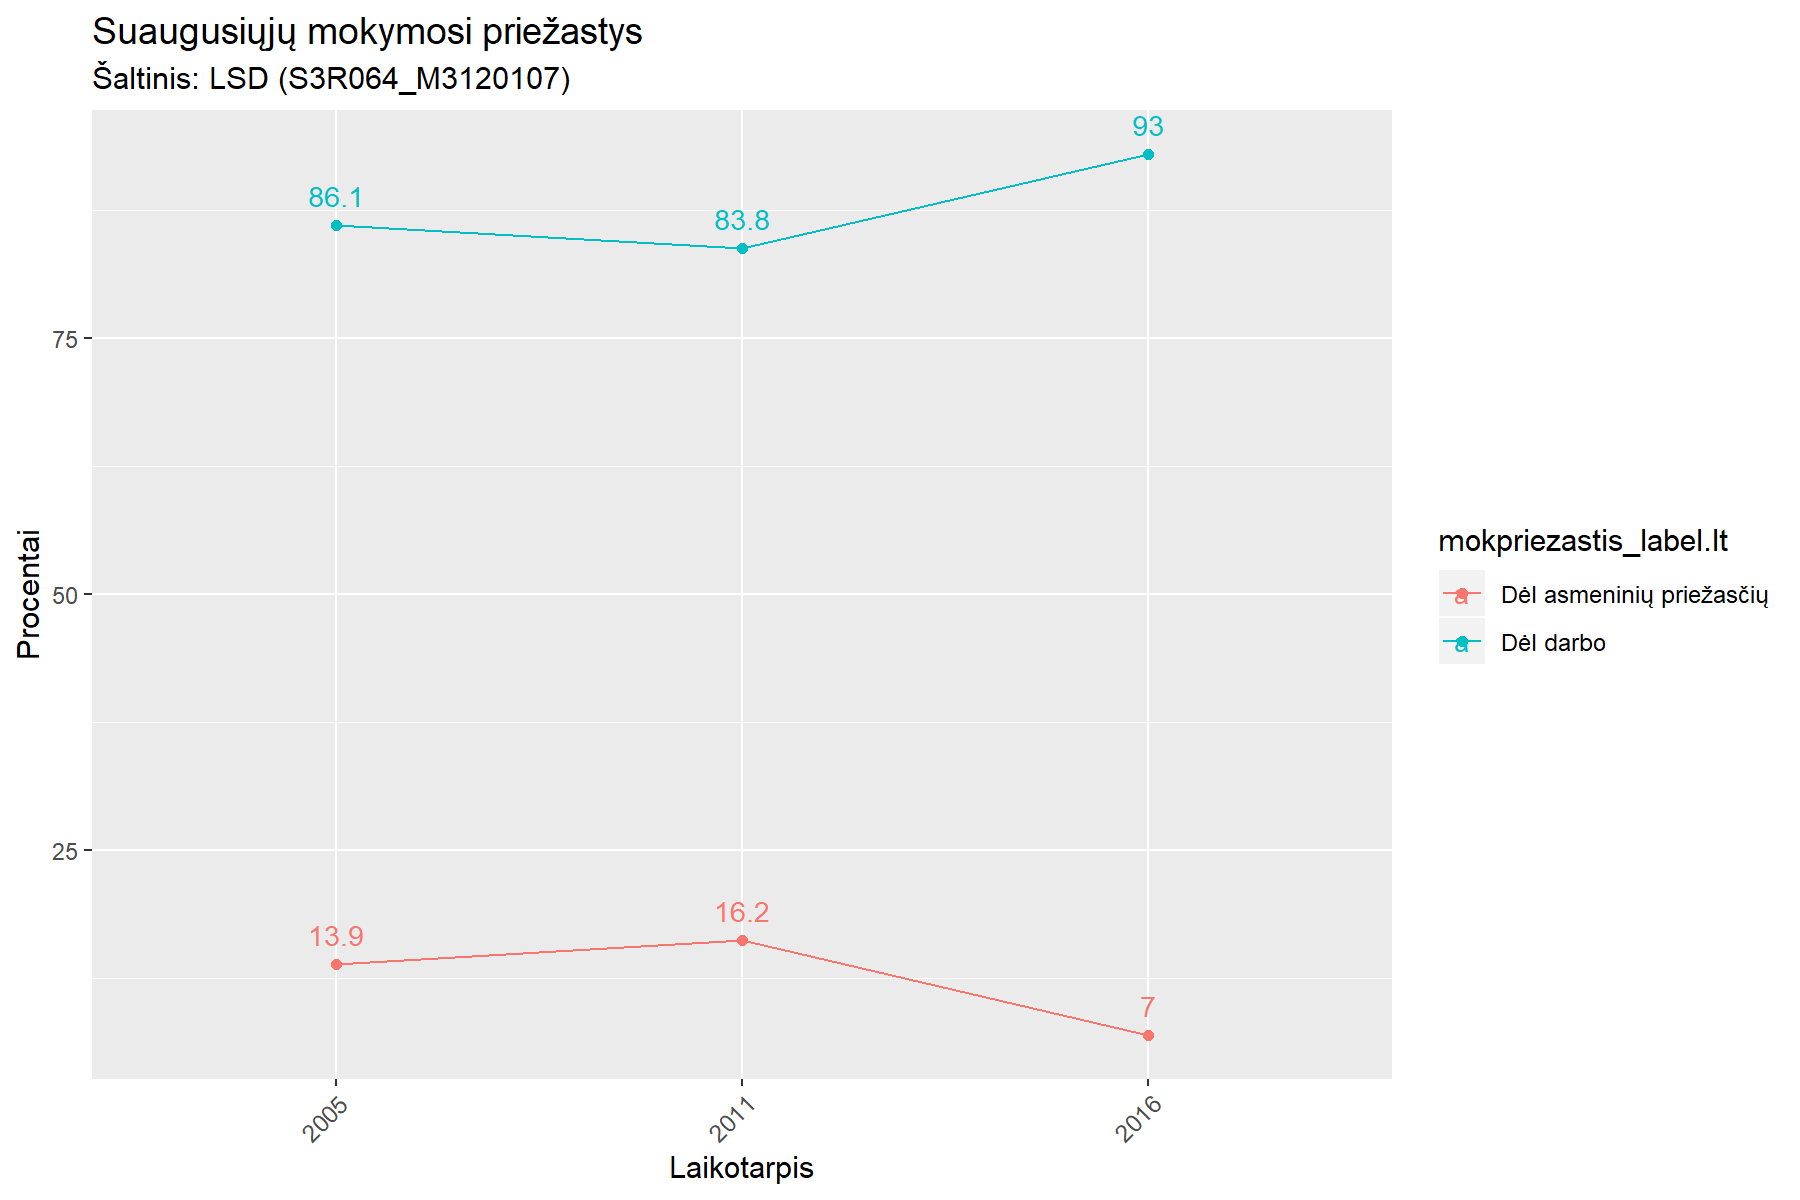 Suaugusiųjų mokymosi priežastys
Šaltinis: LSD (S3R064_M3120107)
93
86.1
83.8
75
50
25
16.2
13.9
7
Procentai
2005
2011
2016
Laikotarpis
mokpriezastis_label.lt
a Dėl asmeninių priežasčių
a Dėl darbo